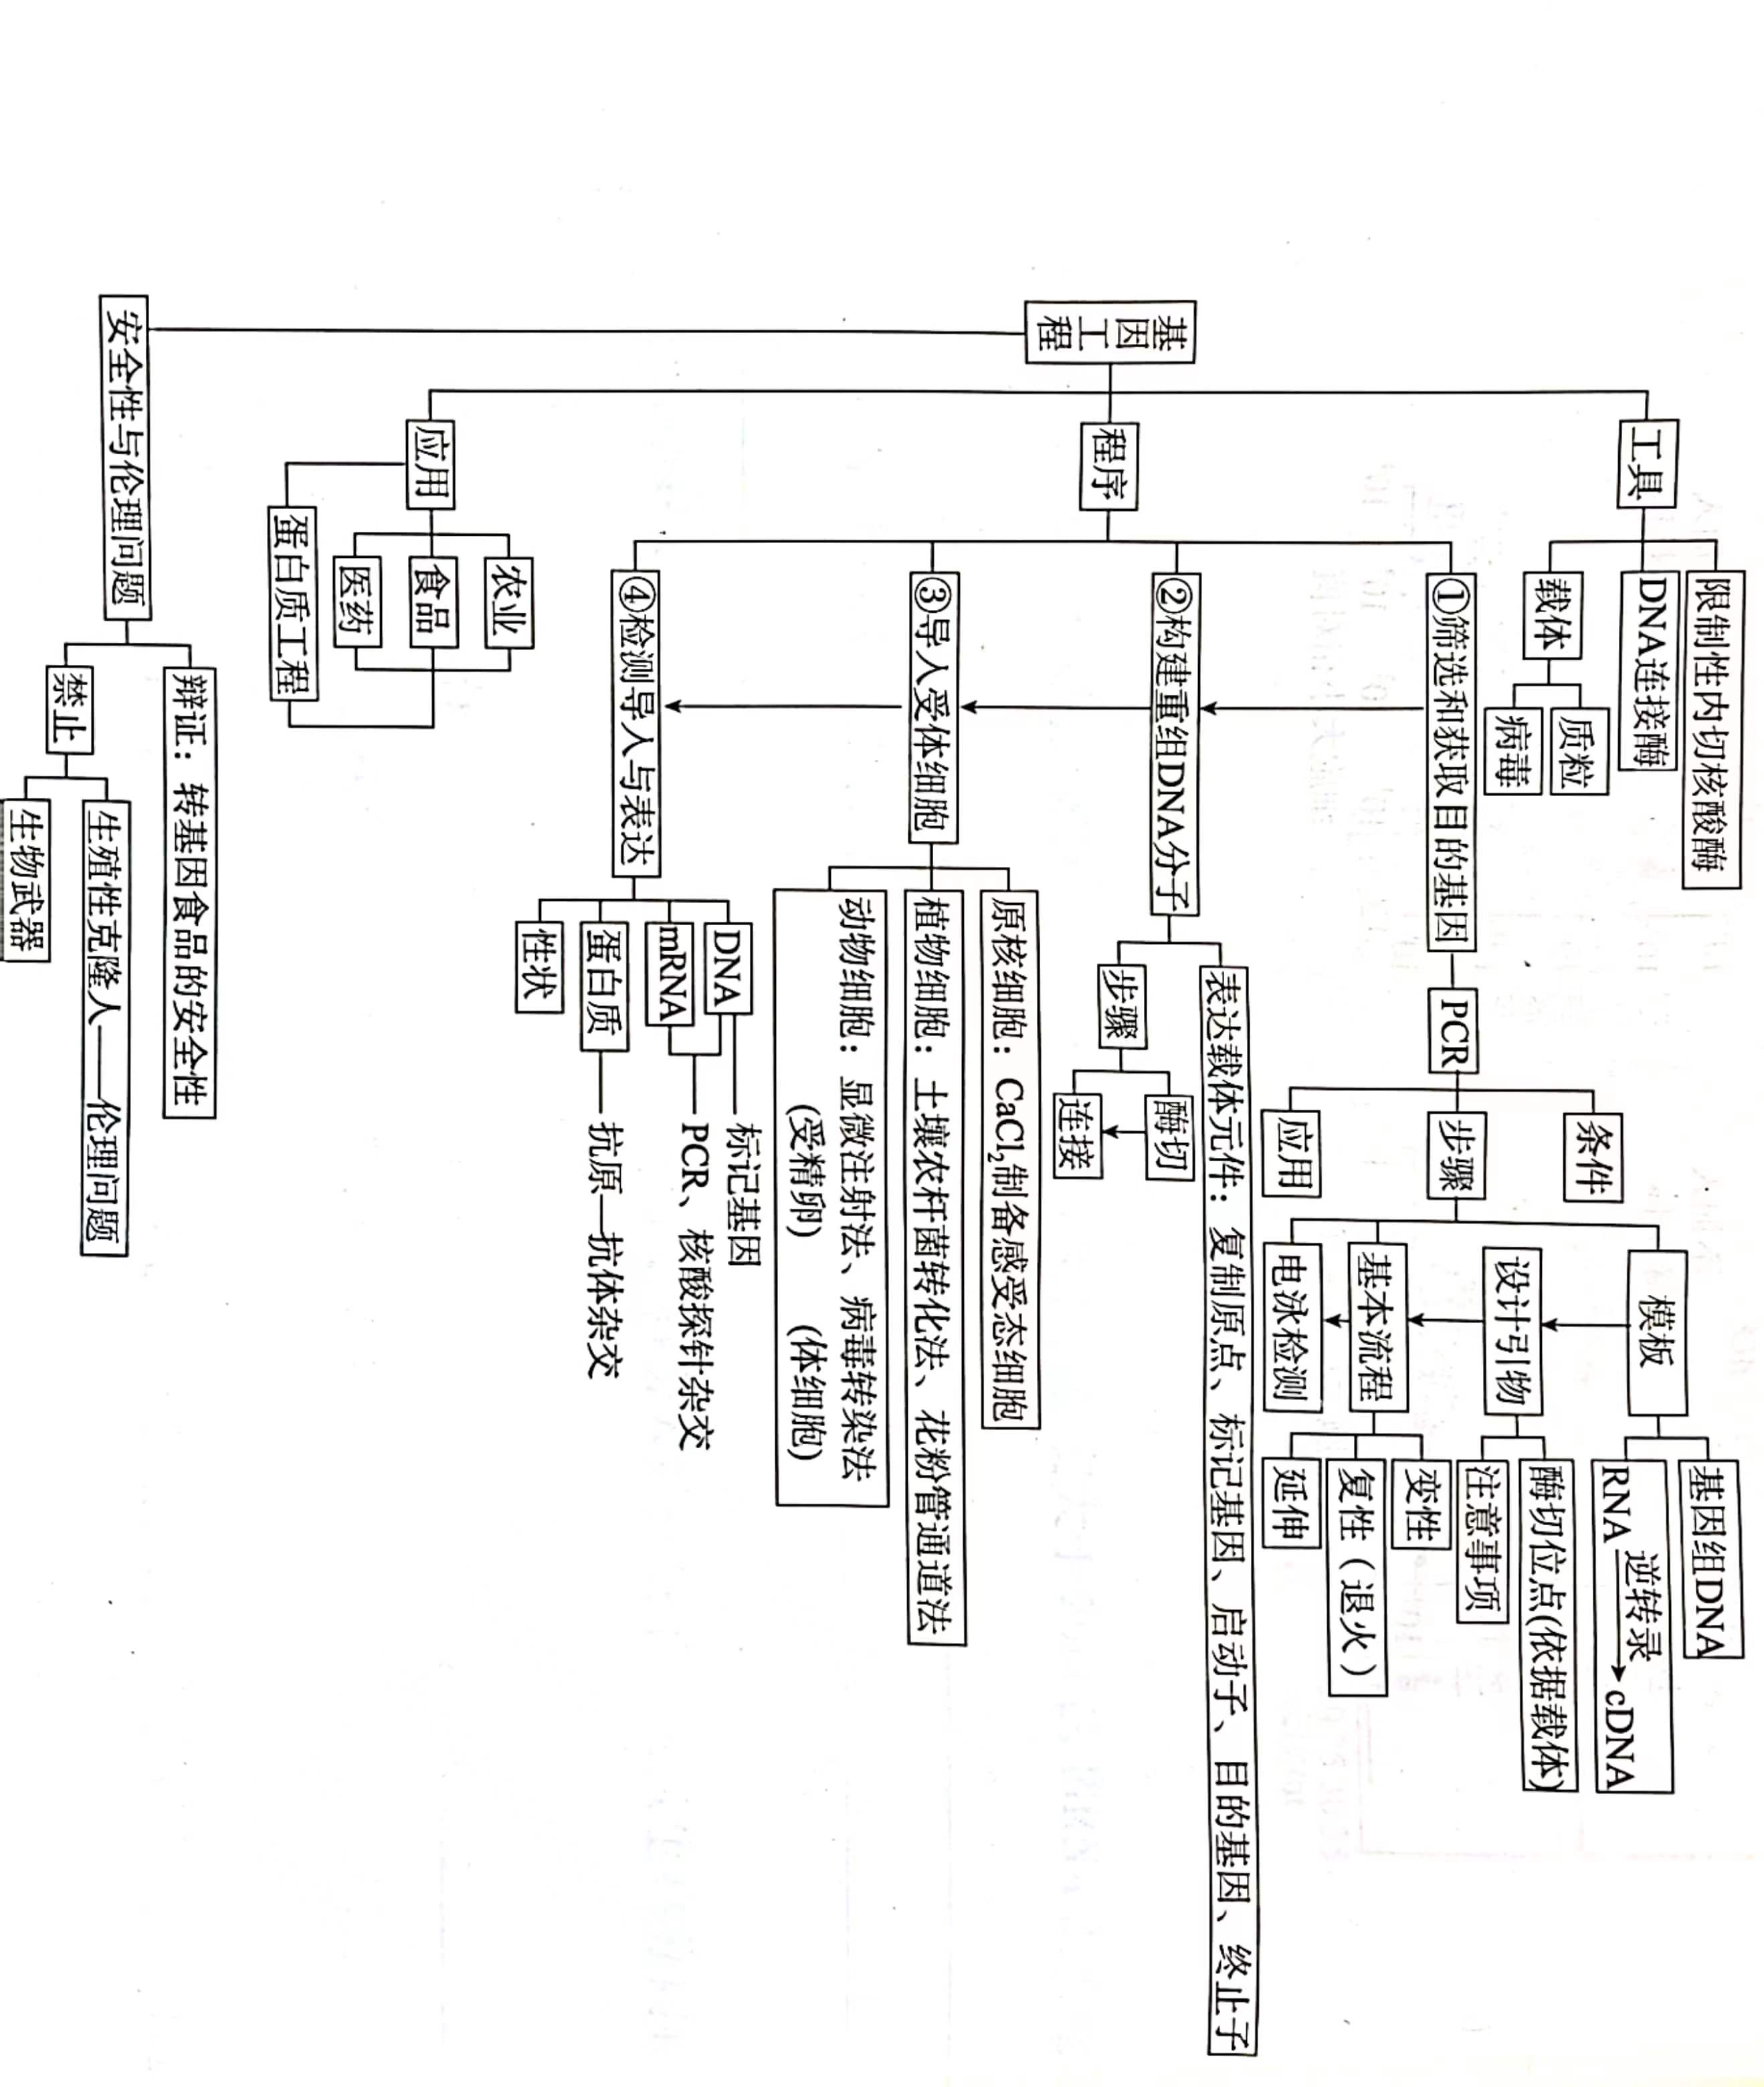 基因工程
工具
限制性内切核酸酶
DNA连接酶
载体
质粒
病毒
程序
①筛选和获取目的基因
PCR
条件
步骤
模板
基因组DNA
RNA 逆转录 cDNA
设计引物
酶切位点(依据载体)
注意事项
基本流程
变性
复性（退火）
延伸
电泳检测
应用
②构建重组DNA分子
表达载体元件：复制原点、标记基因、启动子、目的基因、终止子
步骤
酶切
连接
③导入受体细胞
原核细胞：CaCl₂制备感受态细胞
植物细胞：土壤农杆菌转化法、花粉管通道法
动物细胞：显微注射法、病毒转染法
(受精卵) (体细胞)
④检测导入与表达
DNA
标记基因
mRNA
PCR、核酸探针杂交
蛋白质
抗原—抗体杂交
性状
应用
农业
食品
医药
蛋白质工程
安全性与伦理问题
辩证：转基因食品的安全性
禁止
生殖性克隆人——伦理问题
生物武器